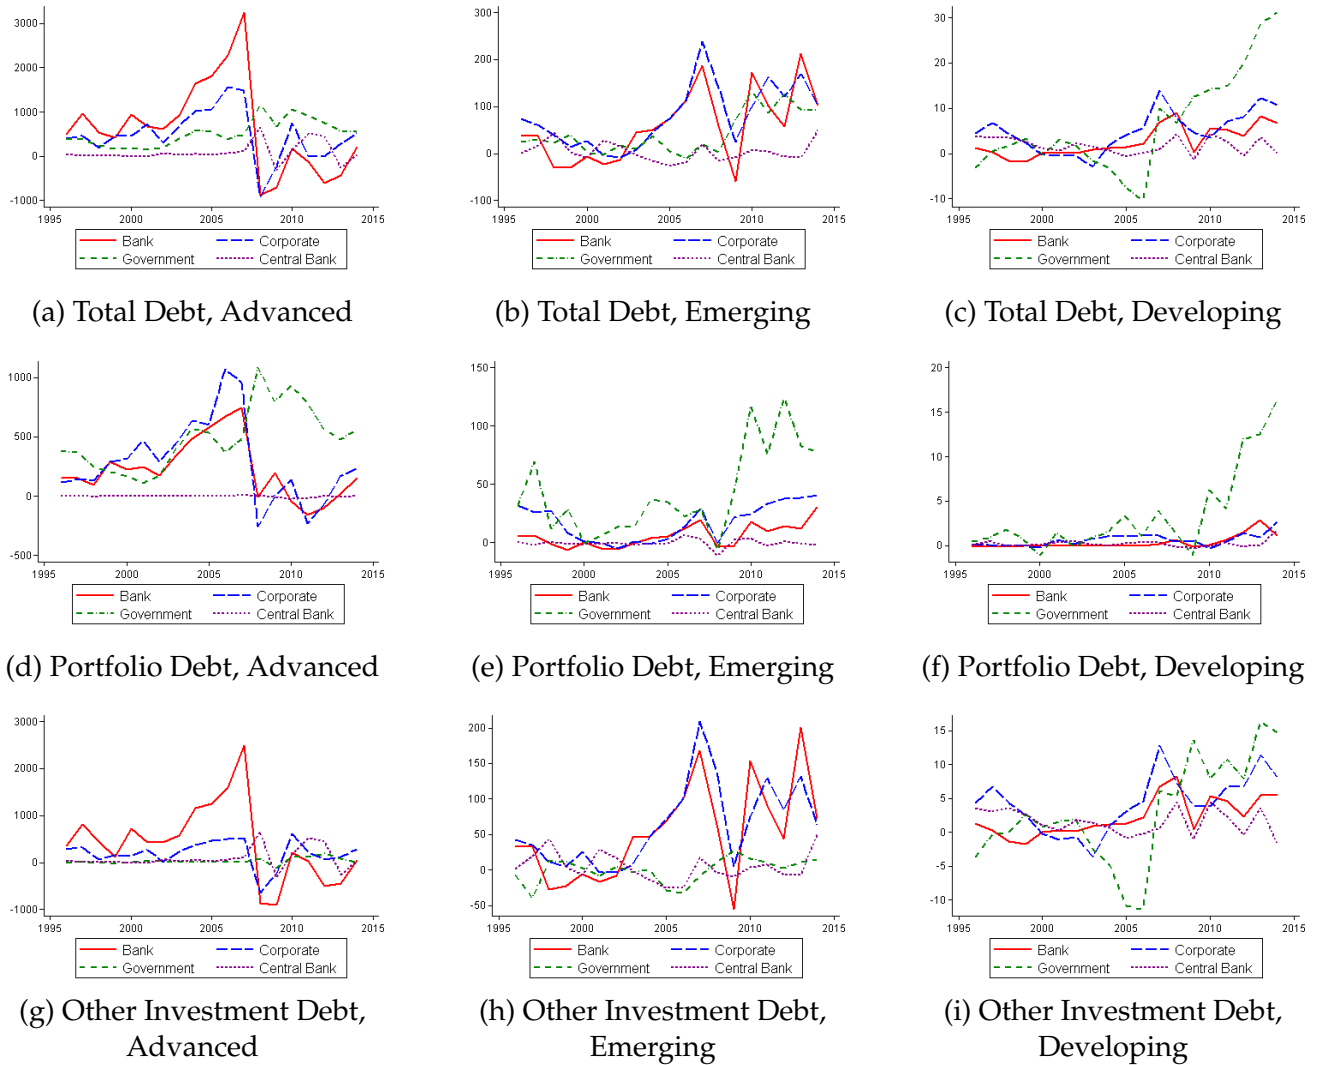 3000
2000
1000
0
-1000
1995 2000 2005 2010 2015
Bank Corporate
Government Central Bank
(a) Total Debt, Advanced
300
200
100
0
-100
1995 2000 2005 2010 2015
Bank Corporate
Government Central Bank
(b) Total Debt, Emerging
30
20
10
0
-10
1995 2000 2005 2010 2015
Bank Corporate
Government Central Bank
(c) Total Debt, Developing
1000
500
0
-500
1995 2000 2005 2010 2015
Bank Corporate
Government Central Bank
(d) Portfolio Debt, Advanced
150
100
50
0
1995 2000 2005 2010 2015
Bank Corporate
Government Central Bank
(e) Portfolio Debt, Emerging
20
15
10
5
0
1995 2000 2005 2010 2015
Bank Corporate
Government Central Bank
(f) Portfolio Debt, Developing
3000
2000
1000
0
-1000
1995 2000 2005 2010 2015
Bank Corporate
Government Central Bank
(g) Other Investment Debt,
Advanced
200
150
100
50
0
-50
1995 2000 2005 2010 2015
Bank Corporate
Government Central Bank
(h) Other Investment Debt,
Emerging
15
10
5
0
-5
-10
1995 2000 2005 2010 2015
Bank Corporate
Government Central Bank
(i) Other Investment Debt,
Developing